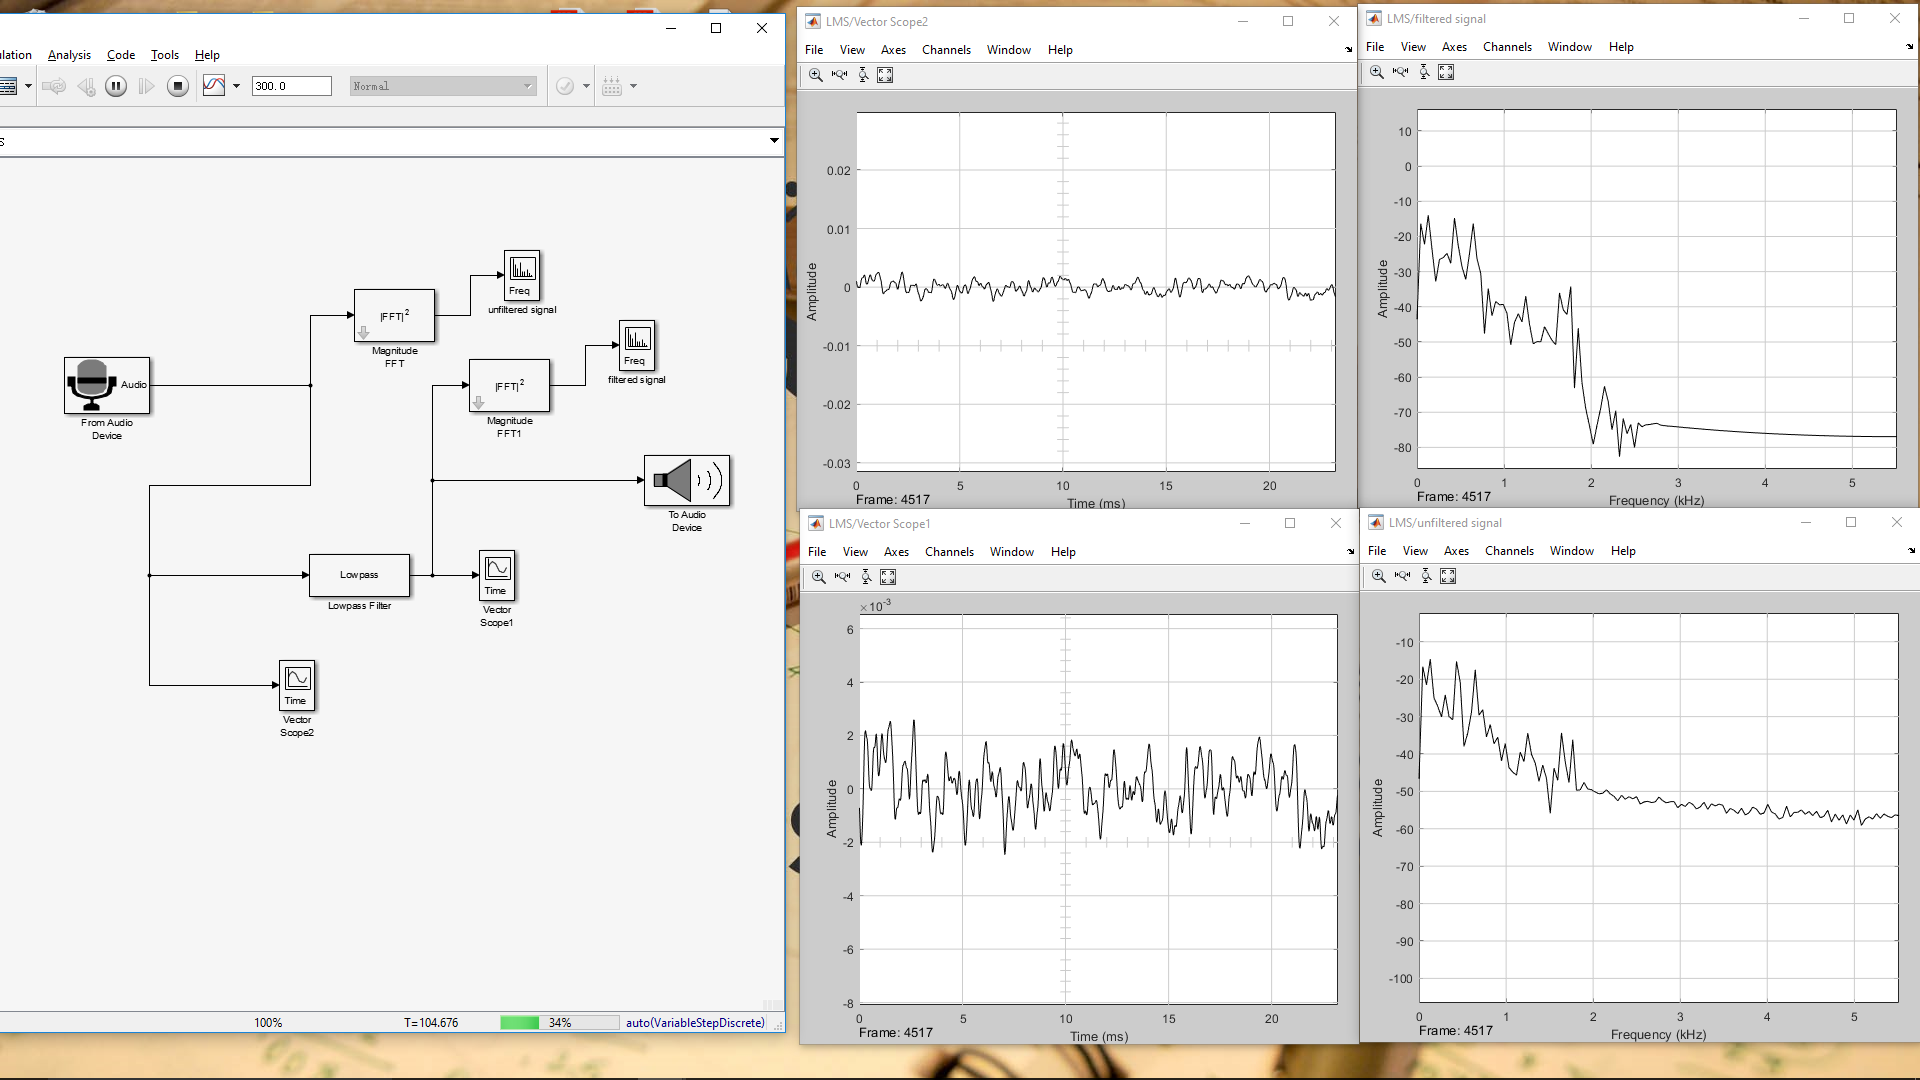 ulation Analysis Code Tools Help
300.0 Normal
s
Freq
unfiltered signal
|FFT|2
Magnitude
FFT
Freq
filtered signal
Audio
From Audio
Device
|FFT|2
Magnitude
FFT1
To Audio
Device
Lowpass
Lowpass Filter
Time
Vector
Scope1
Time
Vector
Scope2
100% T=104.676 34% auto(VariableStepDiscrete)
LMS/Vector Scope2
File View Axes Channels Window Help
0.02
0.01
0
-0.01
-0.02
-0.03
Amplitude
0 5 10 15 20
Frame: 4517
Time (ms)
LMS/filtered signal
File View Axes Channels Window Help
10
0
-10
-20
-30
-40
-50
-60
-70
-80
Amplitude
0 1 2 3 4 5
Frame: 4517
Frequency (kHz)
LMS/Vector Scope1
File View Axes Channels Window Help
×10-3
6
4
2
0
-2
-4
-6
-8
Amplitude
0 5 10 15 20
Frame: 4517
Time (ms)
LMS/unfiltered signal
File View Axes Channels Window Help
-10
-20
-30
-40
-50
-60
-70
-80
-90
-100
Amplitude
0 1 2 3 4 5
Frame: 4517
Frequency (kHz)